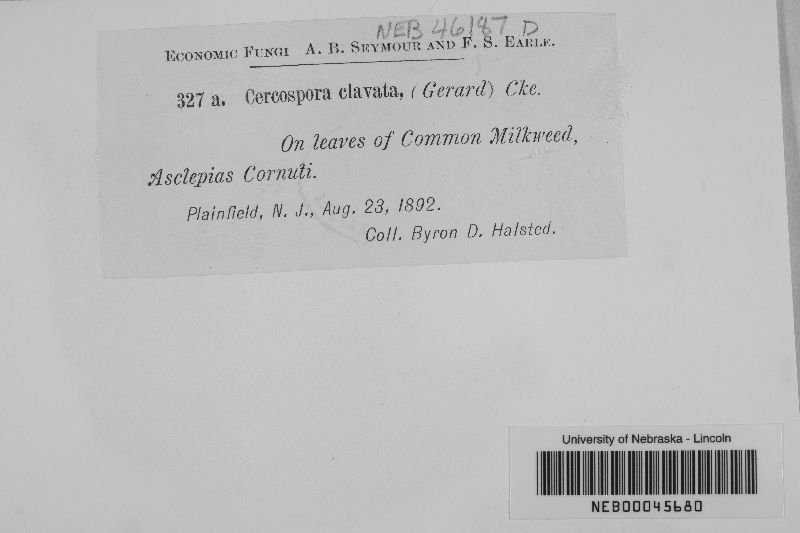 NEB 46187 D
Economic Fungi A. B. Seymour and F. S. Earle.
327 a. Cercospora clavata, (Gerard) Cke.
On leaves of Common Milkweed,
Asclepias Cornuti.
Plainfield, N. J., Aug. 23, 1892.
Coll. Byron D. Halsted.
University of Nebraska - Lincoln
NEB00045680